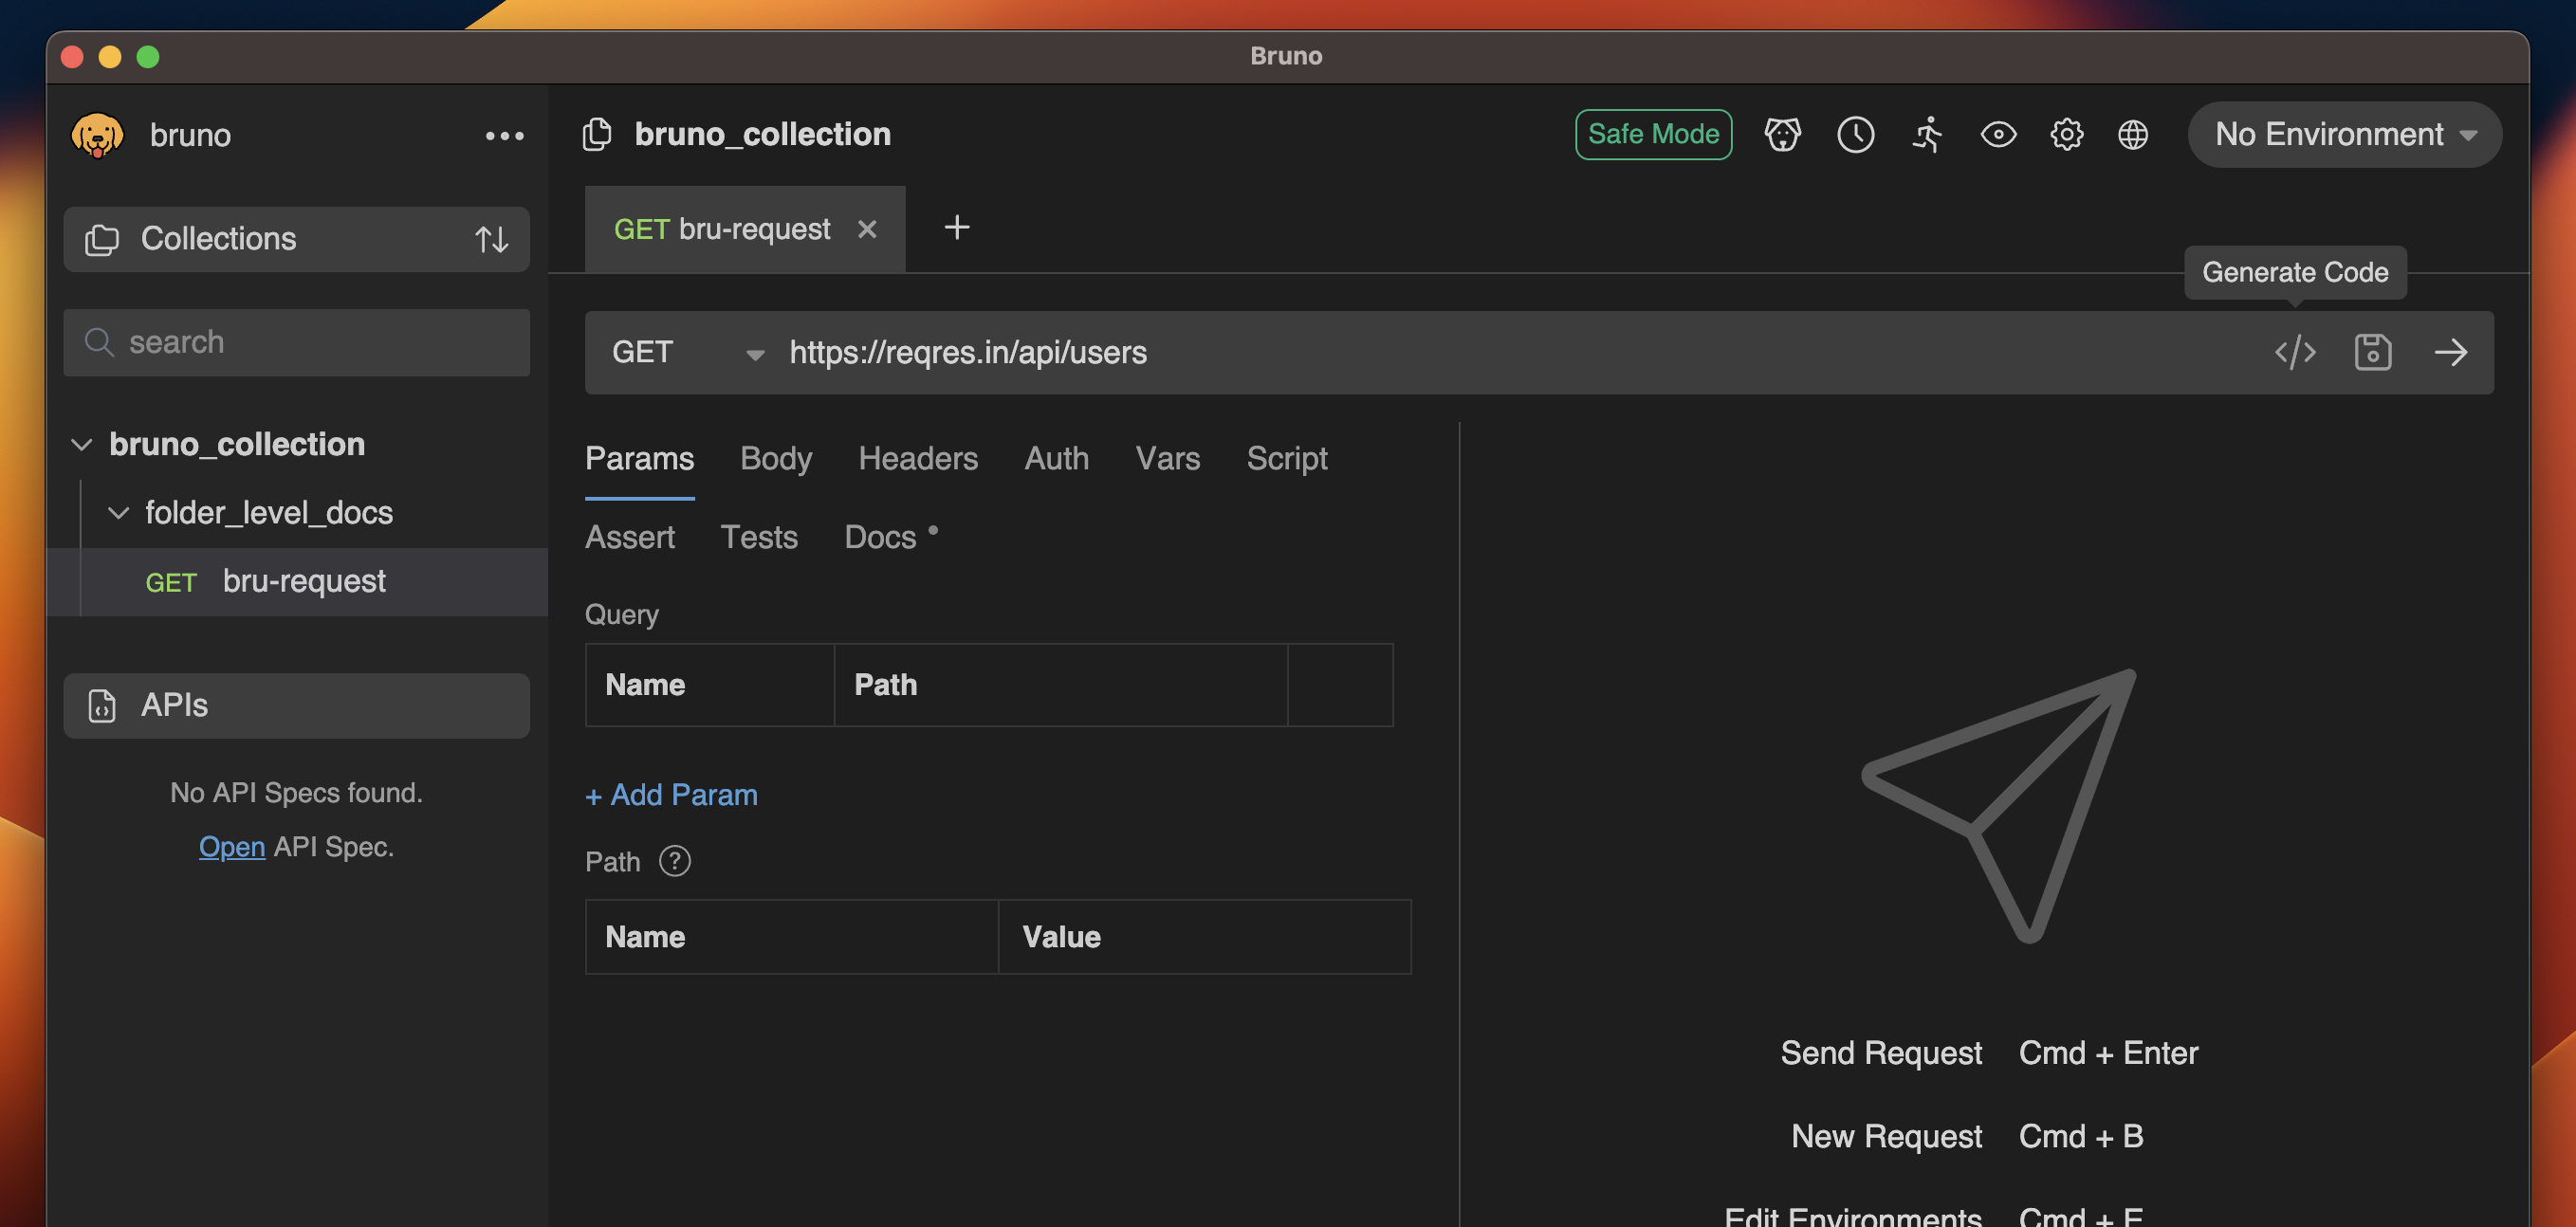 Bruno
bruno
bruno_collection
Safe Mode
No Environment
Collections
GET bru-request
Generate Code
search
GET
https://reqres.in/api/users
bruno_collection
folder_level_docs
GET bru-request
Params Body Headers Auth Vars Script
Assert Tests Docs
Query
Name Path
+ Add Param
Path ?
Name Value
APIs
No API Specs found.
Open API Spec.
Send Request Cmd + Enter
New Request Cmd + B
Edit Environments Cmd + E